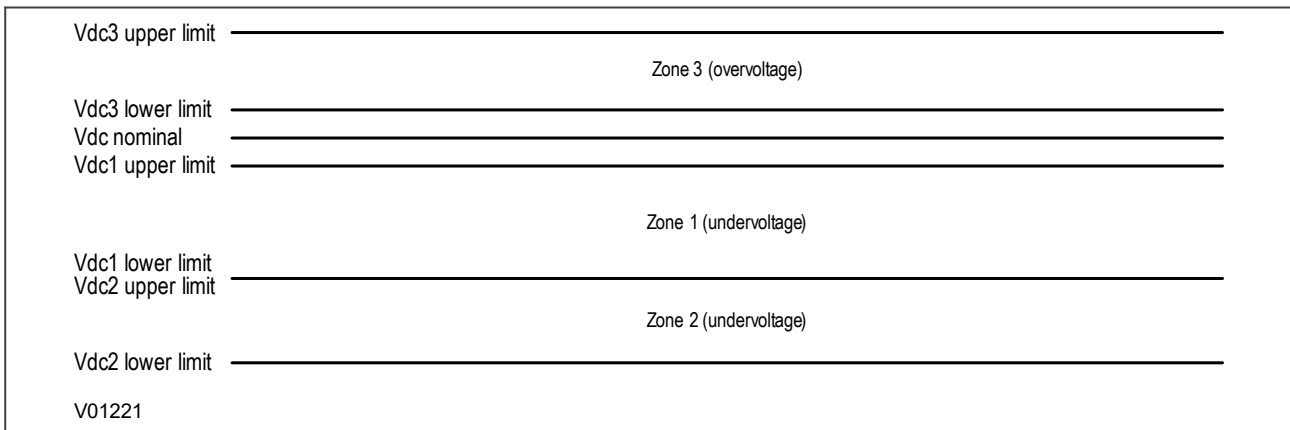 Vdc3 upper limit
Zone 3 (overvoltage)
Vdc3 lower limit
Vdc nominal
Vdc1 upper limit
Zone 1 (undervoltage)
Vdc1 lower limit
Vdc2 upper limit
Zone 2 (undervoltage)
Vdc2 lower limit
V01221